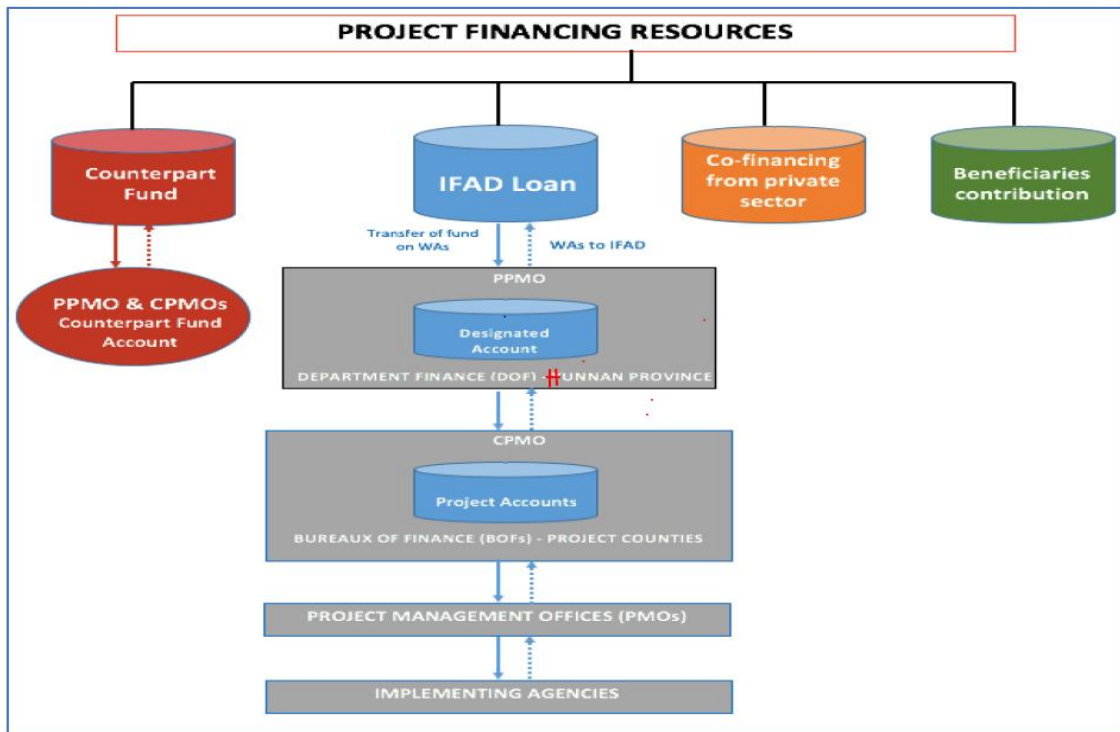 PROJECT FINANCING RESOURCES
Counterpart
Fund
IFAD Loan
Co-financing
from private
sector
Beneficiaries
contribution
Transfer of fund
on WAs
WAs to IFAD
PPMO & CPMOs
Counterpart Fund
Account
PPMO
Designated
Account
DEPARTMENT FINANCE (DOF) - HUNNAN PROVINCE
CPMO
Project Accounts
BUREAUX OF FINANCE (BOFs) - PROJECT COUNTIES
PROJECT MANAGEMENT OFFICES (PMOs)
IMPLEMENTING AGENCIES